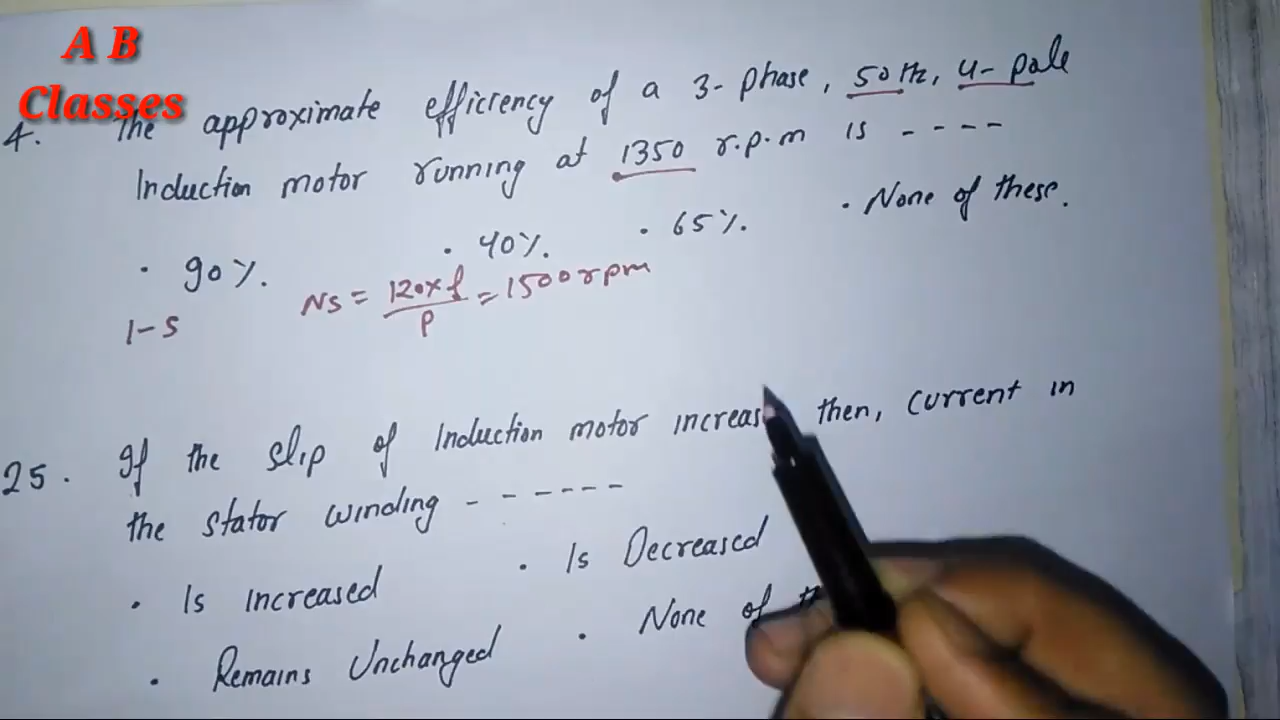 A B
Classes
4. The approximate efficiency of a 3-phase, 50 Hz, 4-pole
Induction motor running at 1350 r.p.m is ----
· 90%. · 40%. · 65%. · None of these.
1-s Ns = 120×f/P = 1500 rpm
25. If the slip of Induction motor increase then, current in
the stator winding ------
· Is increased · Is Decreased
· Remains Unchanged · None of